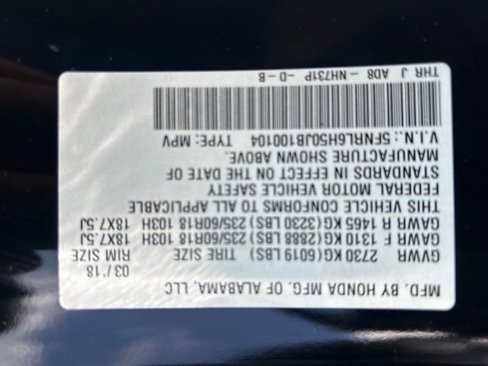 MFD. BY HONDA MFG. OF ALABAMA, LLC
03/'18
GVWR 2730 KG (6019 LBS) TIRE SIZE RIM SIZE
GAWR F 1310 KG (2888 LBS) 235/60R18 103H 18X7.5J
GAWR R 1465 KG (3230 LBS) 235/60R18 103H 18X7.5J
THIS VEHICLE CONFORMS TO ALL APPLICABLE
FEDERAL MOTOR VEHICLE SAFETY
STANDARDS IN EFFECT ON THE DATE OF
MANUFACTURE SHOWN ABOVE.
V.I.N.: 5FNRL6H50JB100104 TYPE: MPV
THR J AD8- NH731P -D-B